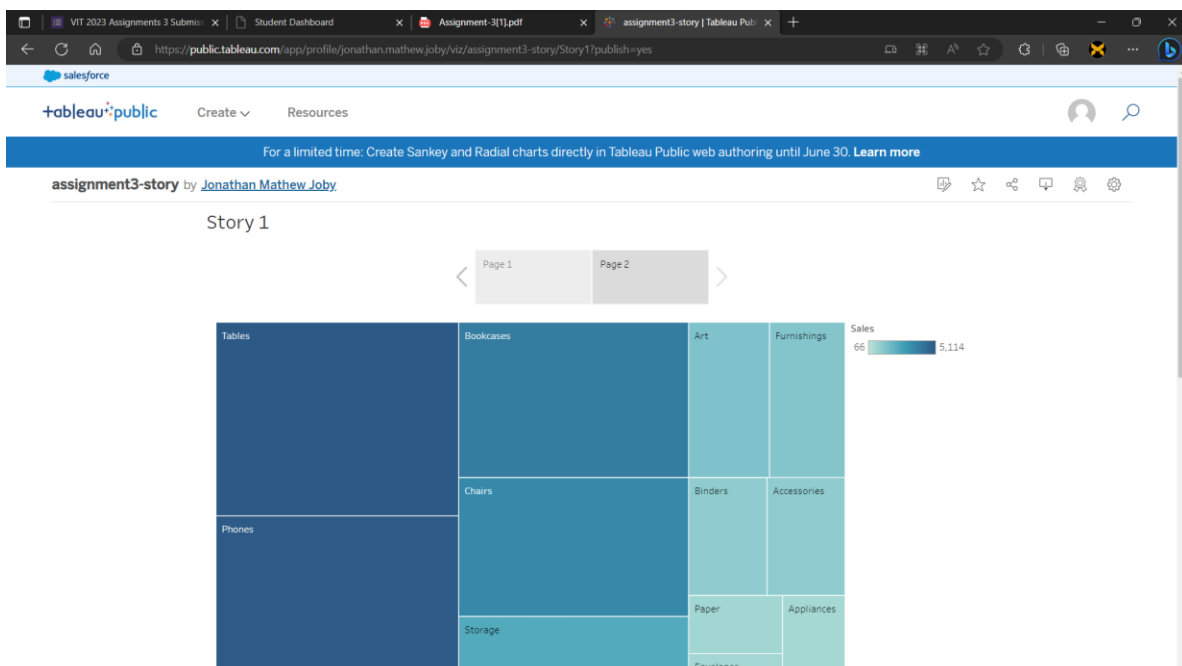 VIT 2023 Assignments 3 Submis
Student Dashboard
Assignment-3[1].pdf
assignment3-story | Tableau Publ
https://public.tableau.com/app/profile/jonathan.mathew.joby/viz/assignment3-story/Story1?publish=yes
salesforce
+ableau public
Create
Resources
For a limited time: Create Sankey and Radial charts directly in Tableau Public web authoring until June 30. Learn more
assignment3-story by Jonathan Mathew Joby
Story 1
Page 1
Page 2
Tables
Bookcases
Art
Furnishings
Sales
66
5,114
Chairs
Binders
Accessories
Phones
Paper
Appliances
Storage